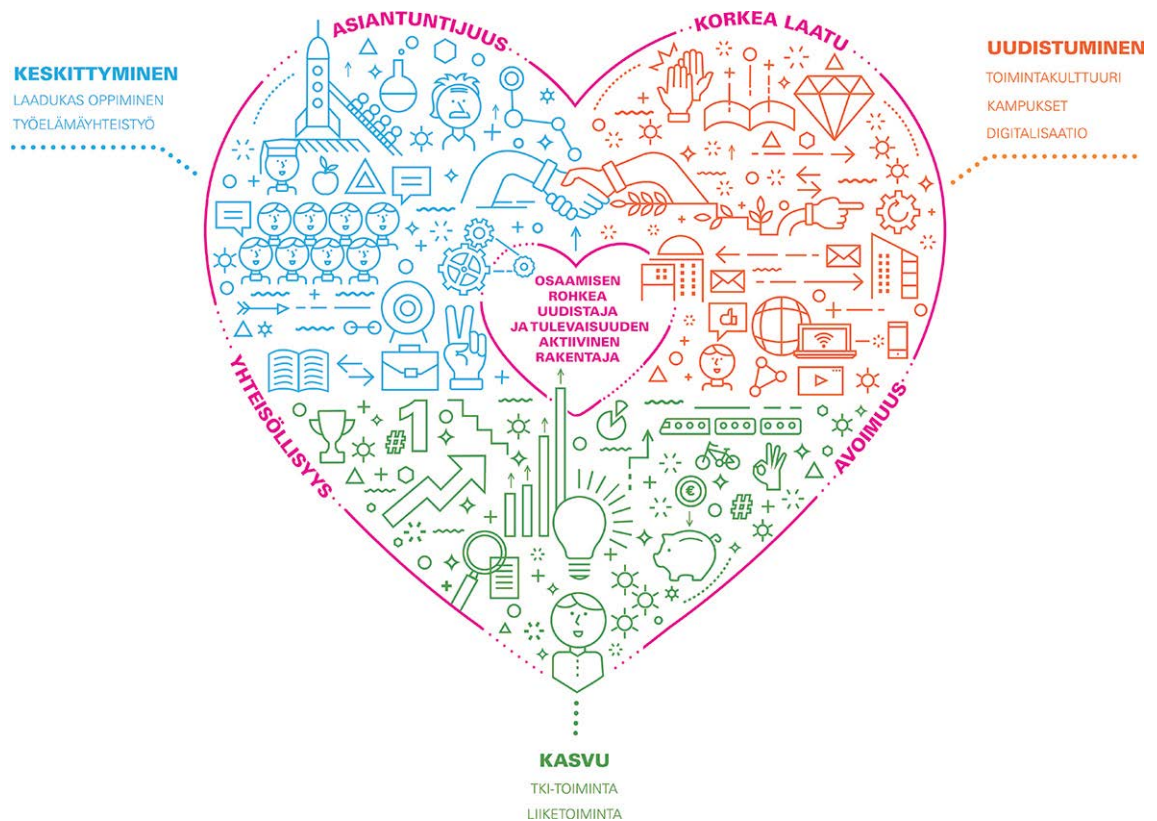 ASIANTUNTIJUUS
KORKEA LAATU
KESKITTYMINEN
LAADUKAS OPPIMINEN
TYÖELÄMÄYHTEISTYÖ
UUDISTUMINEN
TOIMINTAKULTTUURI
KAMPUKSET
DIGITALISAATIO
OSAAMISEN
ROHKEA
UUDISTAJA
JA TULEVAISUUDEN
AKTIIVINEN
RAKENTAJA
YHTEISÖLLISYYS
AVOIMUUS
#1
€
#
KASVU
TKI-TOIMINTA
LIIKETOIMINTA